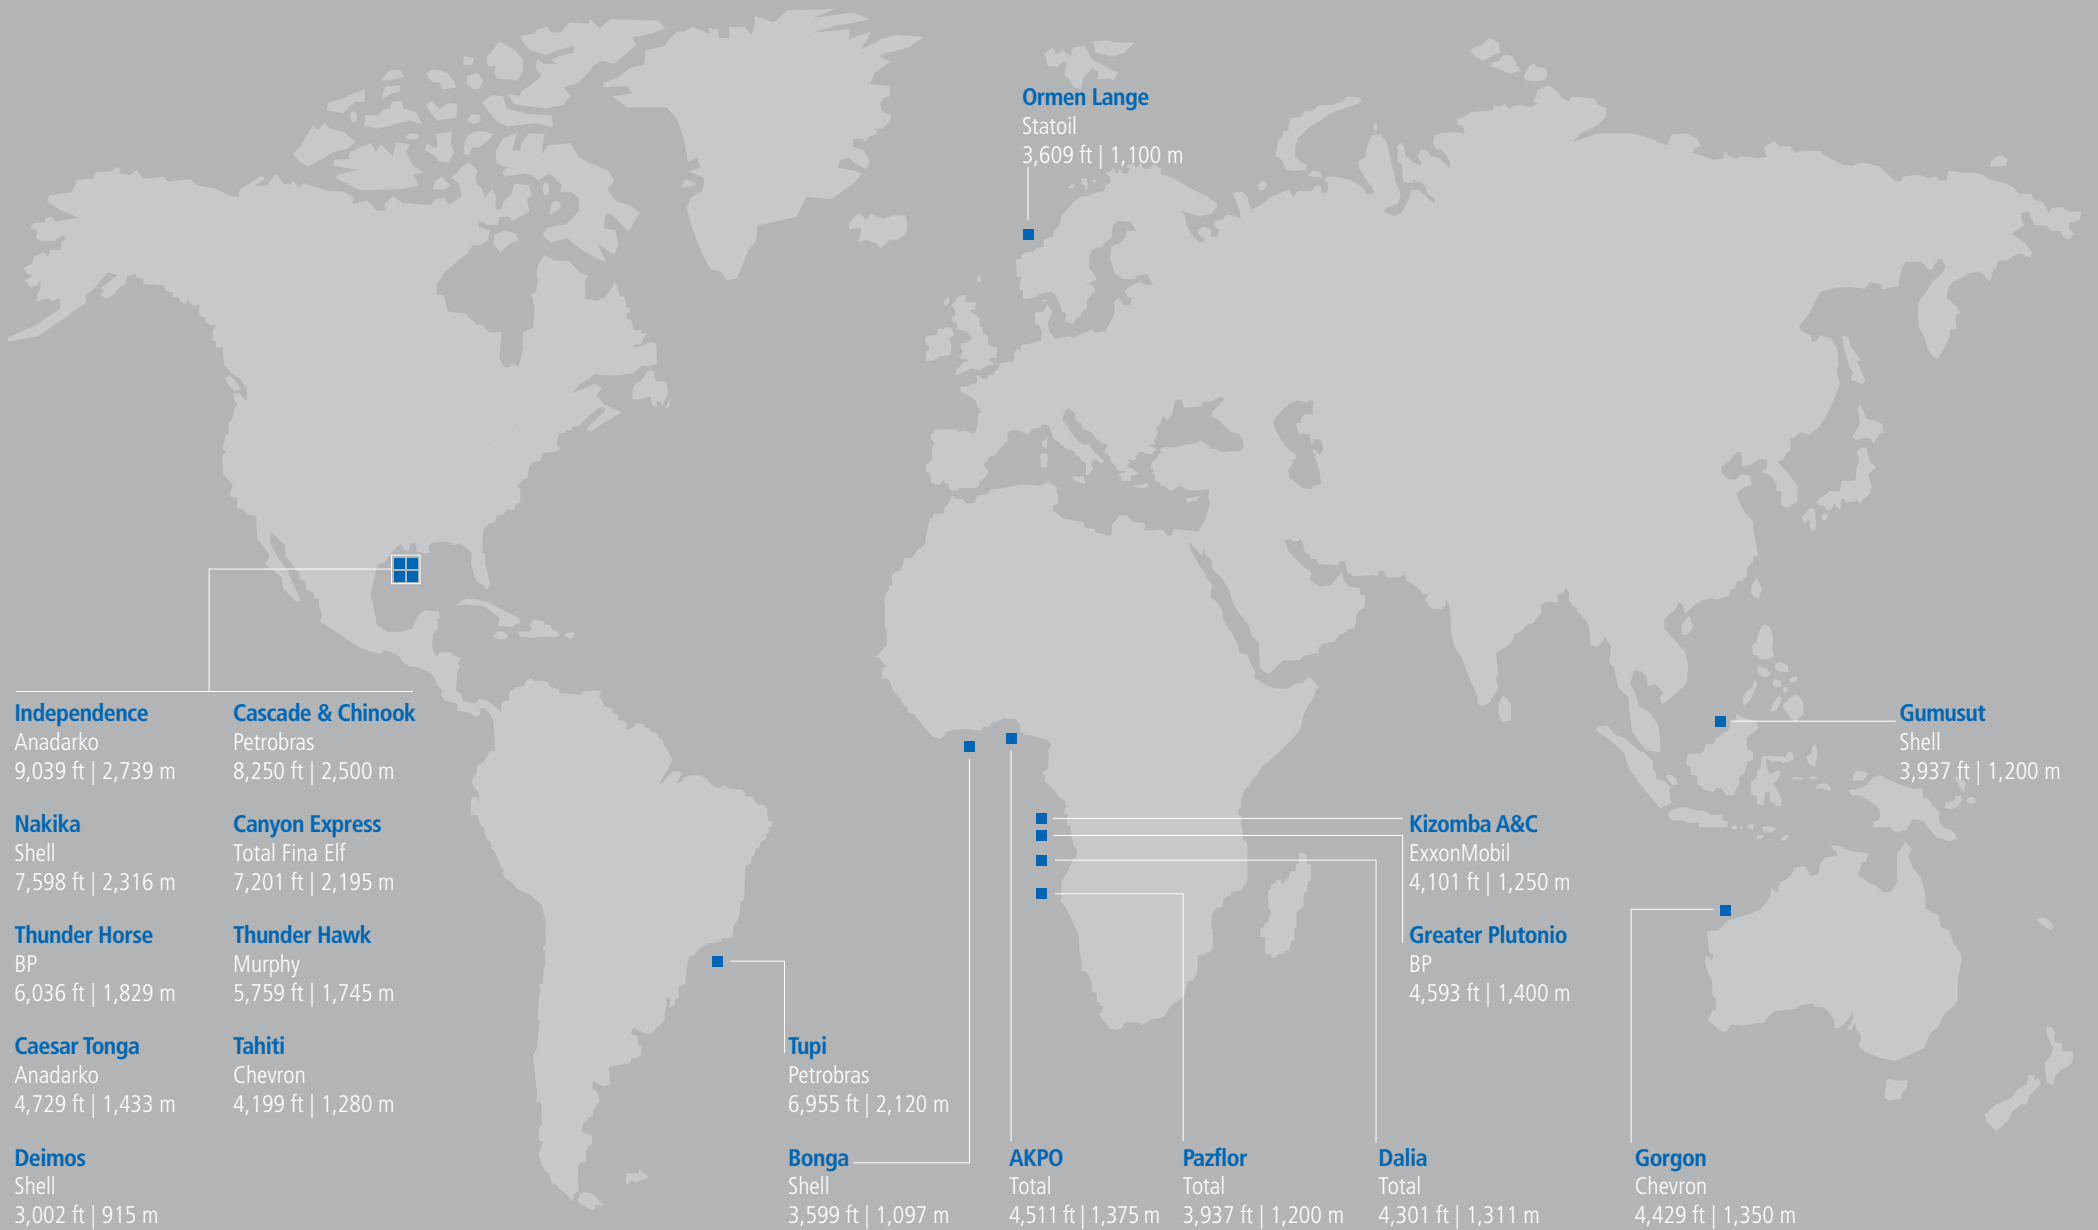 Ormen Lange
Statoil
3,609 ft | 1,100 m
Independence
Anadarko
9,039 ft | 2,739 m
Cascade & Chinook
Petrobras
8,250 ft | 2,500 m
Nakika
Shell
7,598 ft | 2,316 m
Canyon Express
Total Fina Elf
7,201 ft | 2,195 m
Thunder Horse
BP
6,036 ft | 1,829 m
Thunder Hawk
Murphy
5,759 ft | 1,745 m
Caesar Tonga
Anadarko
4,729 ft | 1,433 m
Tahiti
Chevron
4,199 ft | 1,280 m
Deimos
Shell
3,002 ft | 915 m
Tupi
Petrobras
6,955 ft | 2,120 m
Bonga
Shell
3,599 ft | 1,097 m
AKPO
Total
4,511 ft | 1,375 m
Pazflor
Total
3,937 ft | 1,200 m
Dalia
Total
4,301 ft | 1,311 m
Kizomba A&C
ExxonMobil
4,101 ft | 1,250 m
Greater Plutonio
BP
4,593 ft | 1,400 m
Gumusut
Shell
3,937 ft | 1,200 m
Gorgon
Chevron
4,429 ft | 1,350 m